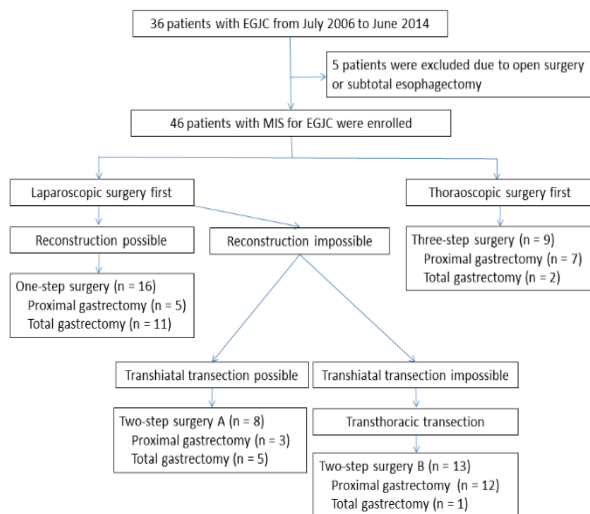 36 patients with EGJC from July 2006 to June 2014
5 patients were excluded due to open surgery
or subtotal esophagectomy
46 patients with MIS for EGJC were enrolled
Laparoscopic surgery first
Thoraoscopic surgery first
Reconstruction possible
Reconstruction impossible
Three-step surgery (n = 9)
Proximal gastrectomy (n = 7)
Total gastrectomy (n = 2)
One-step surgery (n = 16)
Proximal gastrectomy (n = 5)
Total gastrectomy (n = 11)
Transhiatal transection possible
Transhiatal transection impossible
Two-step surgery A (n = 8)
Proximal gastrectomy (n = 3)
Total gastrectomy (n = 5)
Transthoracic transection
Two-step surgery B (n = 13)
Proximal gastrectomy (n = 12)
Total gastrectomy (n = 1)